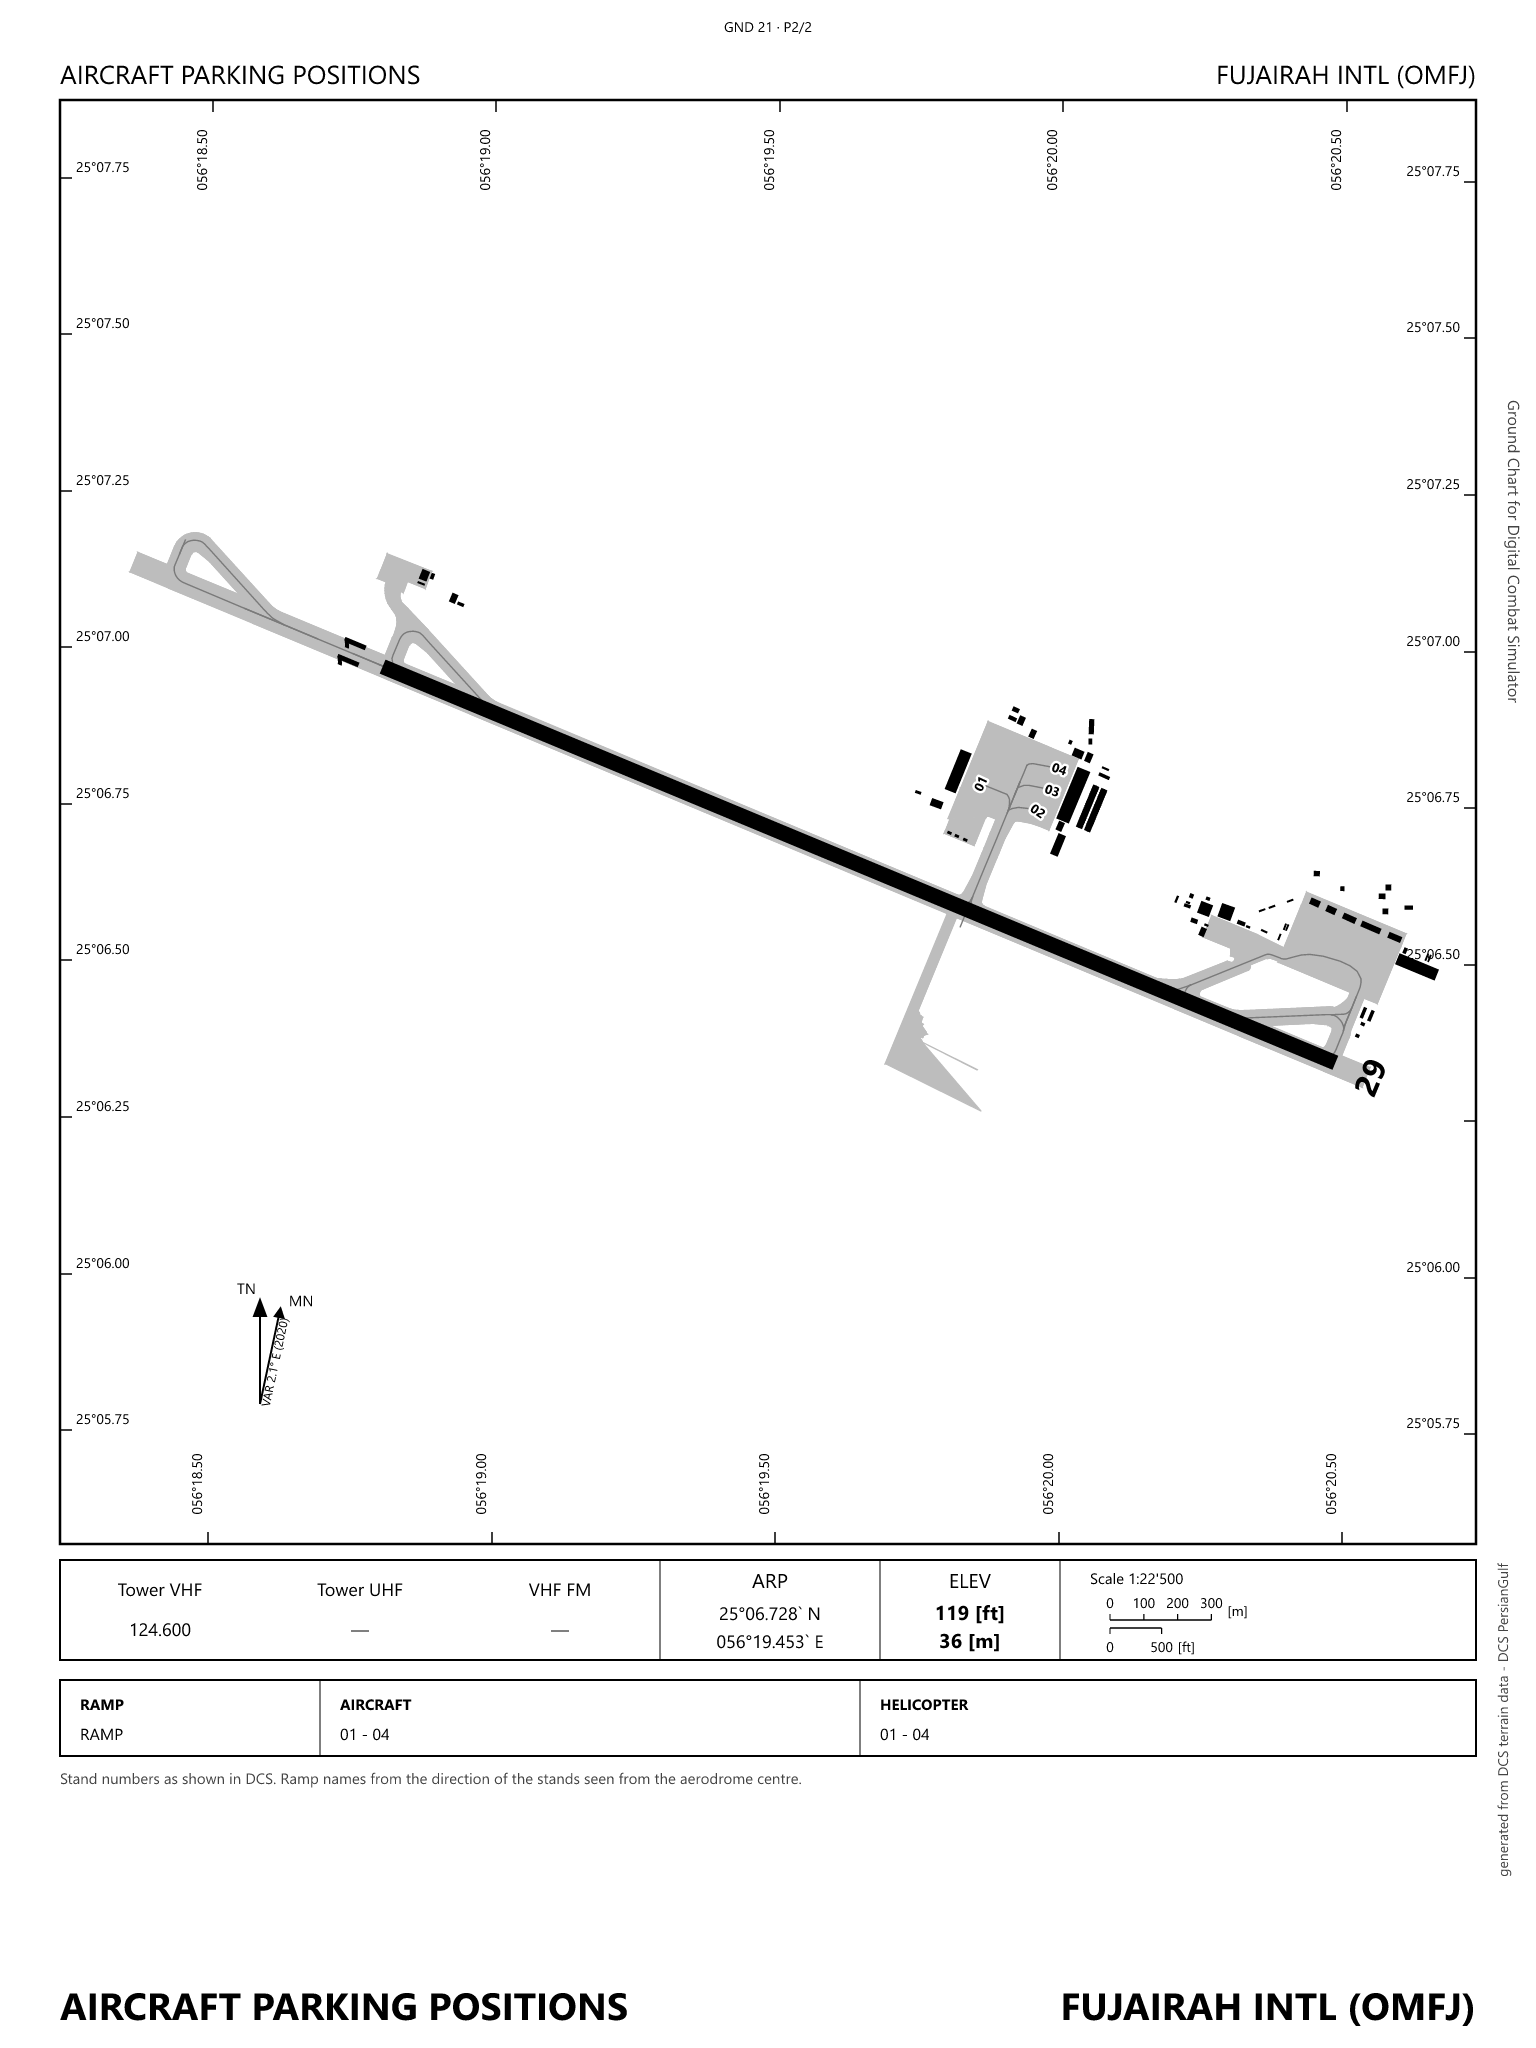 GND 21 · P2/2
AIRCRAFT PARKING POSITIONS
FUJAIRAH INTL (OMFJ)
056°18.50
056°19.00
056°19.50
056°20.00
056°20.50
25°07.75
25°07.75
25°07.50
25°07.50
25°07.25
25°07.25
25°07.00
25°07.00
25°06.75
25°06.75
25°06.50
25°06.50
25°06.25
25°06.00
25°06.00
25°05.75
25°05.75
11
01
04
03
02
29
TN
MN
VAR 2.1° E (2020)
056°18.50
056°19.00
056°19.50
056°20.00
056°20.50
Ground Chart for Digital Combat Simulator
Tower VHF
124.600
Tower UHF
—
VHF FM
—
ARP
25°06.728` N
056°19.453` E
ELEV
119 [ft]
36 [m]
Scale 1:22'500
0 100 200 300 [m]
0 500 [ft]
RAMP
RAMP
AIRCRAFT
01 - 04
HELICOPTER
01 - 04
Stand numbers as shown in DCS. Ramp names from the direction of the stands seen from the aerodrome centre.
generated from DCS terrain data - DCS PersianGulf
AIRCRAFT PARKING POSITIONS
FUJAIRAH INTL (OMFJ)